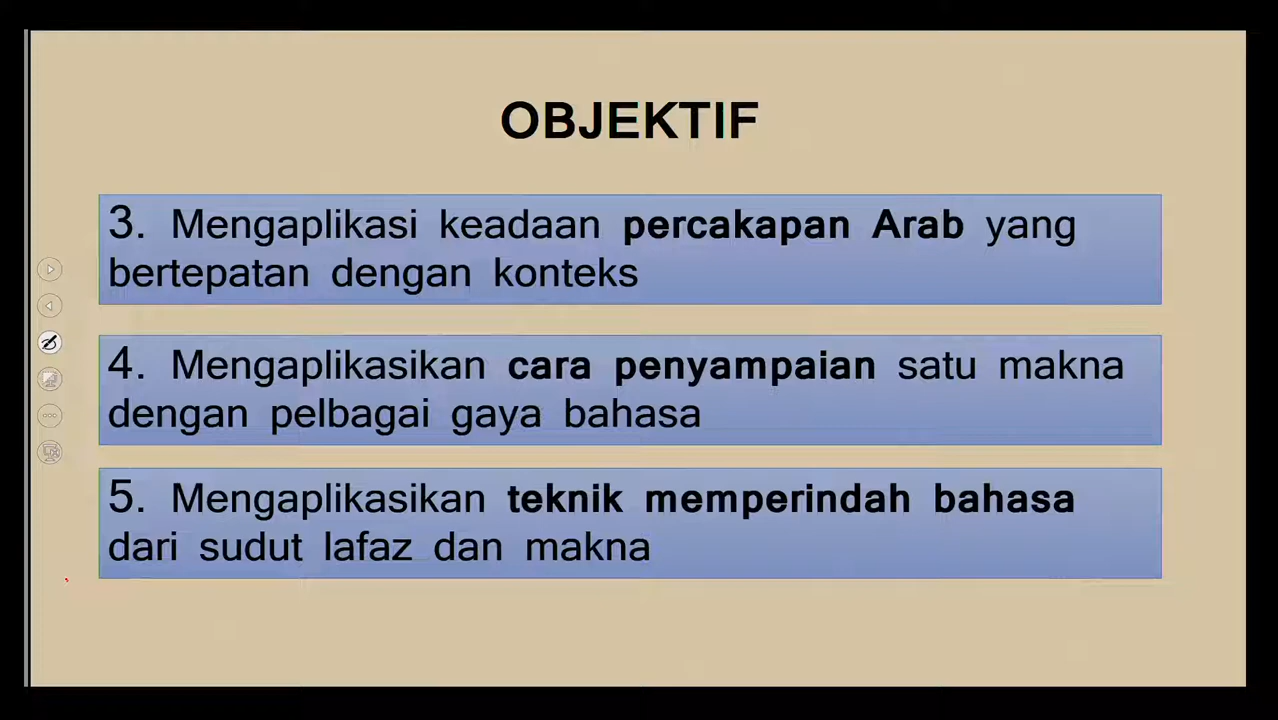 OBJEKTIF
3. Mengaplikasi keadaan percakapan Arab yang
bertepatan dengan konteks
4. Mengaplikasikan cara penyampaian satu makna
dengan pelbagai gaya bahasa
5. Mengaplikasikan teknik memperindah bahasa
dari sudut lafaz dan makna